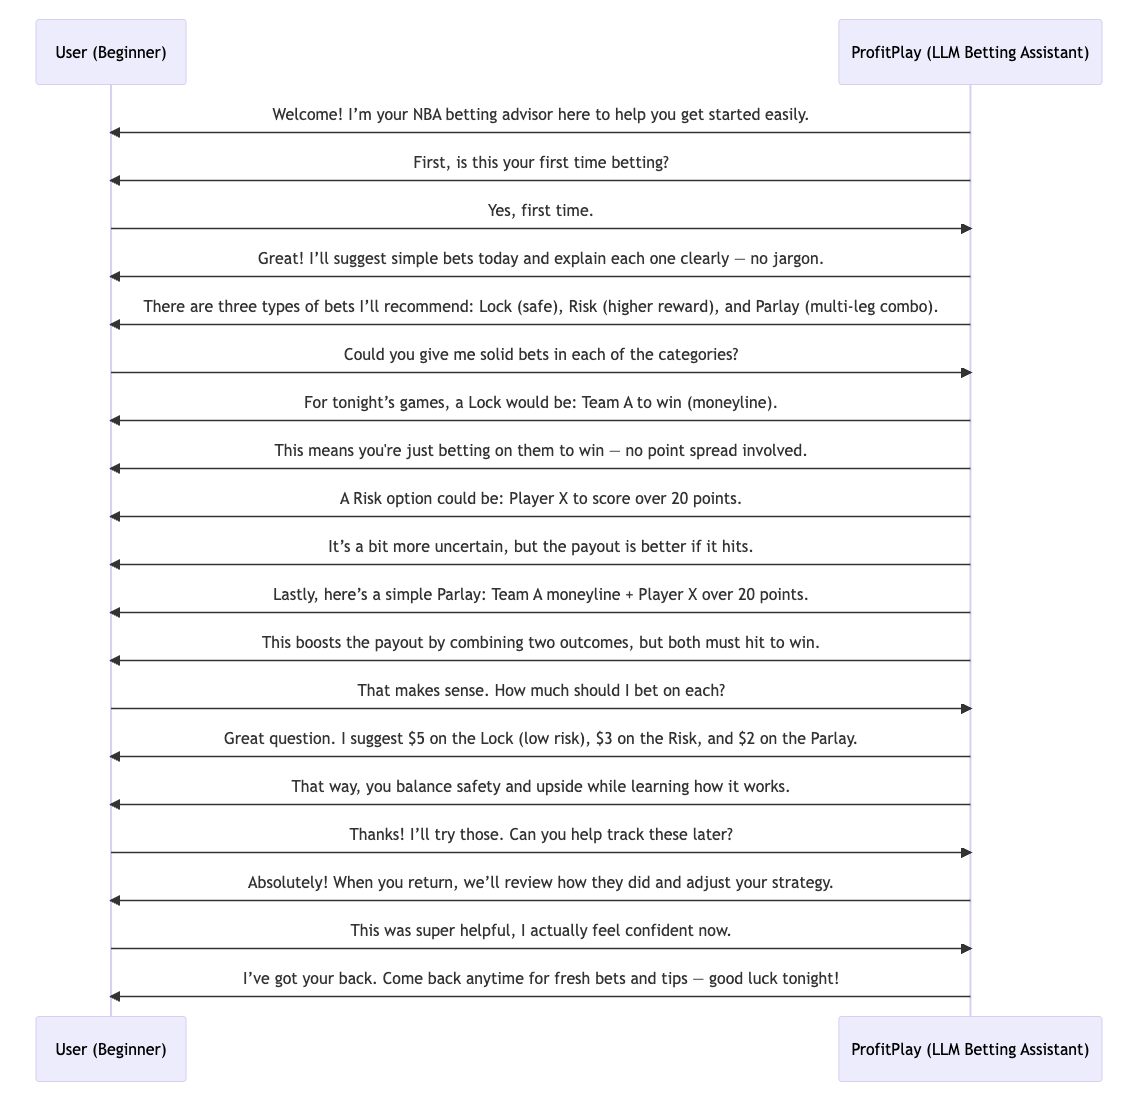 User (Beginner)
ProfitPlay (LLM Betting Assistant)
Welcome! I’m your NBA betting advisor here to help you get started easily.
First, is this your first time betting?
Yes, first time.
Great! I’ll suggest simple bets today and explain each one clearly — no jargon.
There are three types of bets I’ll recommend: Lock (safe), Risk (higher reward), and Parlay (multi-leg combo).
Could you give me solid bets in each of the categories?
For tonight’s games, a Lock would be: Team A to win (moneyline).
This means you're just betting on them to win — no point spread involved.
A Risk option could be: Player X to score over 20 points.
It’s a bit more uncertain, but the payout is better if it hits.
Lastly, here’s a simple Parlay: Team A moneyline + Player X over 20 points.
This boosts the payout by combining two outcomes, but both must hit to win.
That makes sense. How much should I bet on each?
Great question. I suggest $5 on the Lock (low risk), $3 on the Risk, and $2 on the Parlay.
That way, you balance safety and upside while learning how it works.
Thanks! I’ll try those. Can you help track these later?
Absolutely! When you return, we’ll review how they did and adjust your strategy.
This was super helpful, I actually feel confident now.
I’ve got your back. Come back anytime for fresh bets and tips — good luck tonight!
User (Beginner)
ProfitPlay (LLM Betting Assistant)